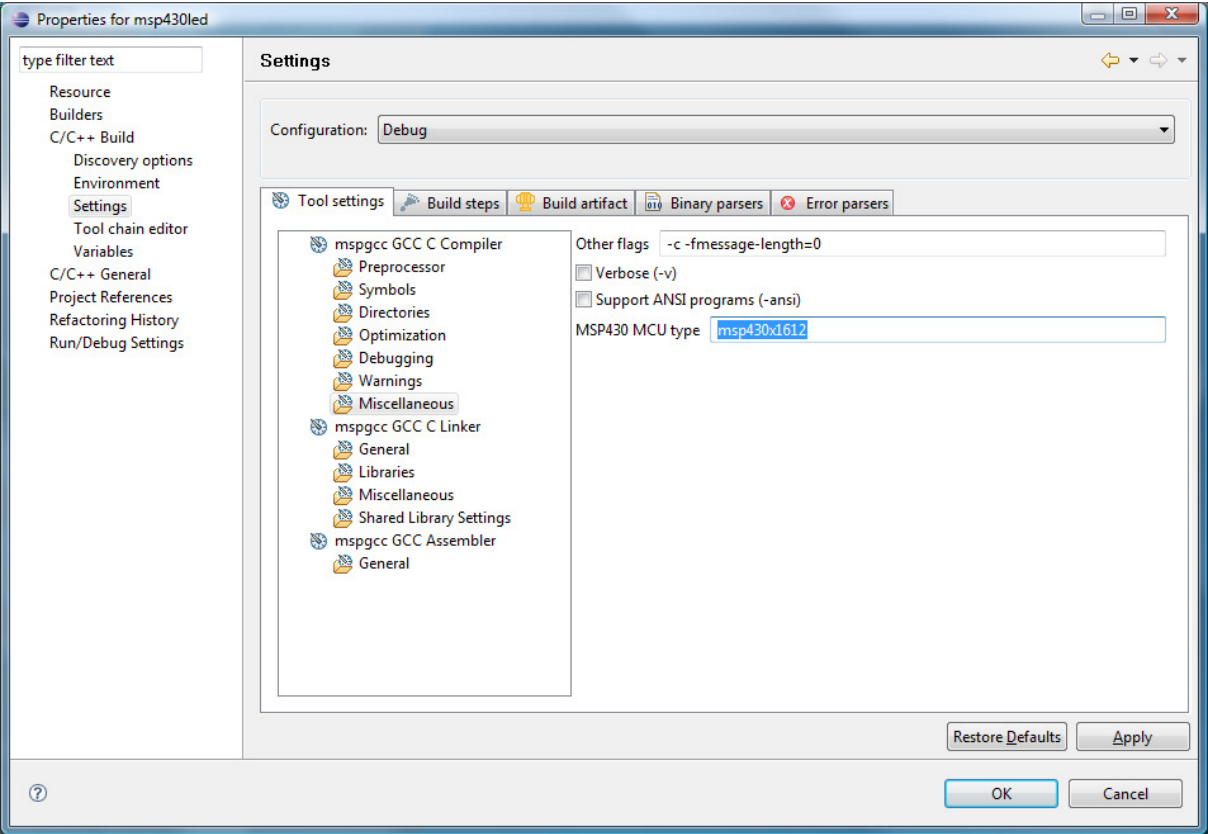 Properties for msp430led
type filter text
Resource
Builders
C/C++ Build
Discovery options
Environment
Settings
Tool chain editor
Variables
C/C++ General
Project References
Refactoring History
Run/Debug Settings
Settings
Configuration: Debug
Tool settings Build steps Build artifact 010 Binary parsers Error parsers
mspgcc GCC C Compiler
Preprocessor
Symbols
Directories
Optimization
Debugging
Warnings
Miscellaneous
mspgcc GCC C Linker
General
Libraries
Miscellaneous
Shared Library Settings
mspgcc GCC Assembler
General
Other flags -c -fmessage-length=0
Verbose (-v)
Support ANSI programs (-ansi)
MSP430 MCU type msp430x1612
Restore Defaults Apply
? OK Cancel